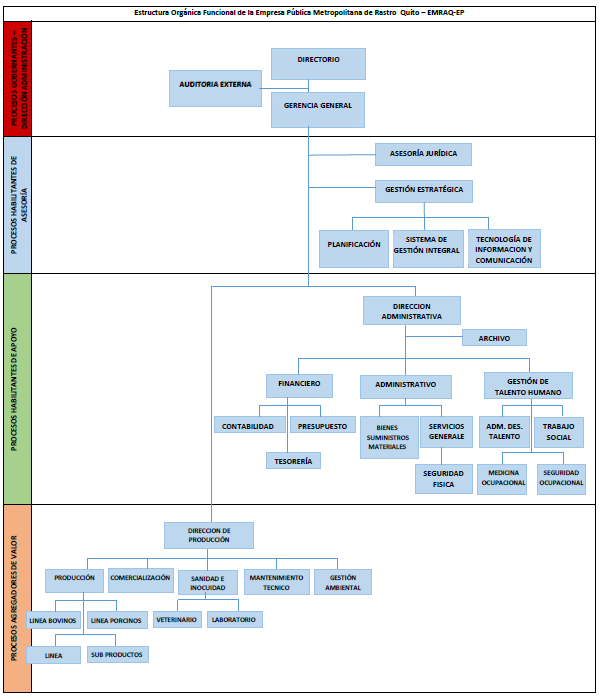 Estructura Orgánica Funcional de la Empresa Pública Metropolitana de Rastro Quito – EMRAQ-EP
PROCESOS GOBERNANTES –
DIRECCIÓN ADMINISTRACIÓN
DIRECTORIO
AUDITORIA EXTERNA
GERENCIA GENERAL
PROCESOS HABILITANTES DE
ASESORÍA
ASESORÍA JURÍDICA
GESTIÓN ESTRATÉGICA
PLANIFICACIÓN
SISTEMA DE
GESTIÓN INTEGRAL
TECNOLOGÍA DE
INFORMACION Y
COMUNICACIÓN
PROCESOS HABILITANTES DE APOYO
DIRECCION
ADMINISTRATIVA
ARCHIVO
FINANCIERO
ADMINISTRATIVO
GESTIÓN DE
TALENTO HUMANO
CONTABILIDAD
PRESUPUESTO
BIENES
SUMINISTROS
MATERIALES
SERVICIOS
GENERALE
ADM. DES.
TALENTO
TRABAJO
SOCIAL
TESORERÍA
SEGURIDAD
FISICA
MEDICINA
OCUPACIONAL
SEGURIDAD
OCUPACIONAL
PROCESOS AGREGADORES DE VALOR
DIRECCION DE
PRODUCCIÓN
PRODUCCIÓN
COMERCIALIZACIÓN
SANIDAD E
INOCUIDAD
MANTENIMIENTO
TECNICO
GESTIÓN
AMBIENTAL
LINEA BOVINOS
LINEA PORCINOS
VETERINARIO
LABORATORIO
LINEA
SUB PRODUCTOS